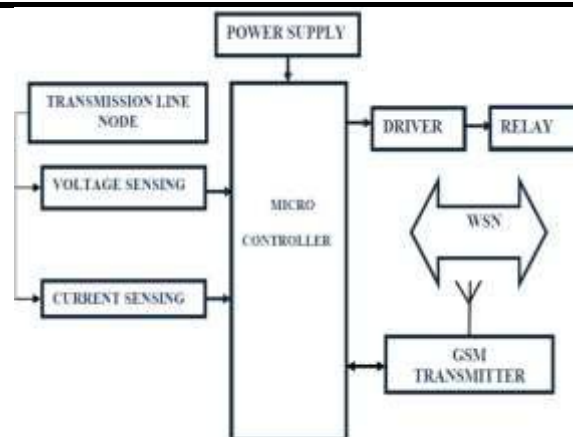 POWER SUPPLY
TRANSMISSION LINE
NODE
VOLTAGE SENSING
CURRENT SENSING
MICRO
CONTROLLER
DRIVER
RELAY
WSN
GSM
TRANSMITTER